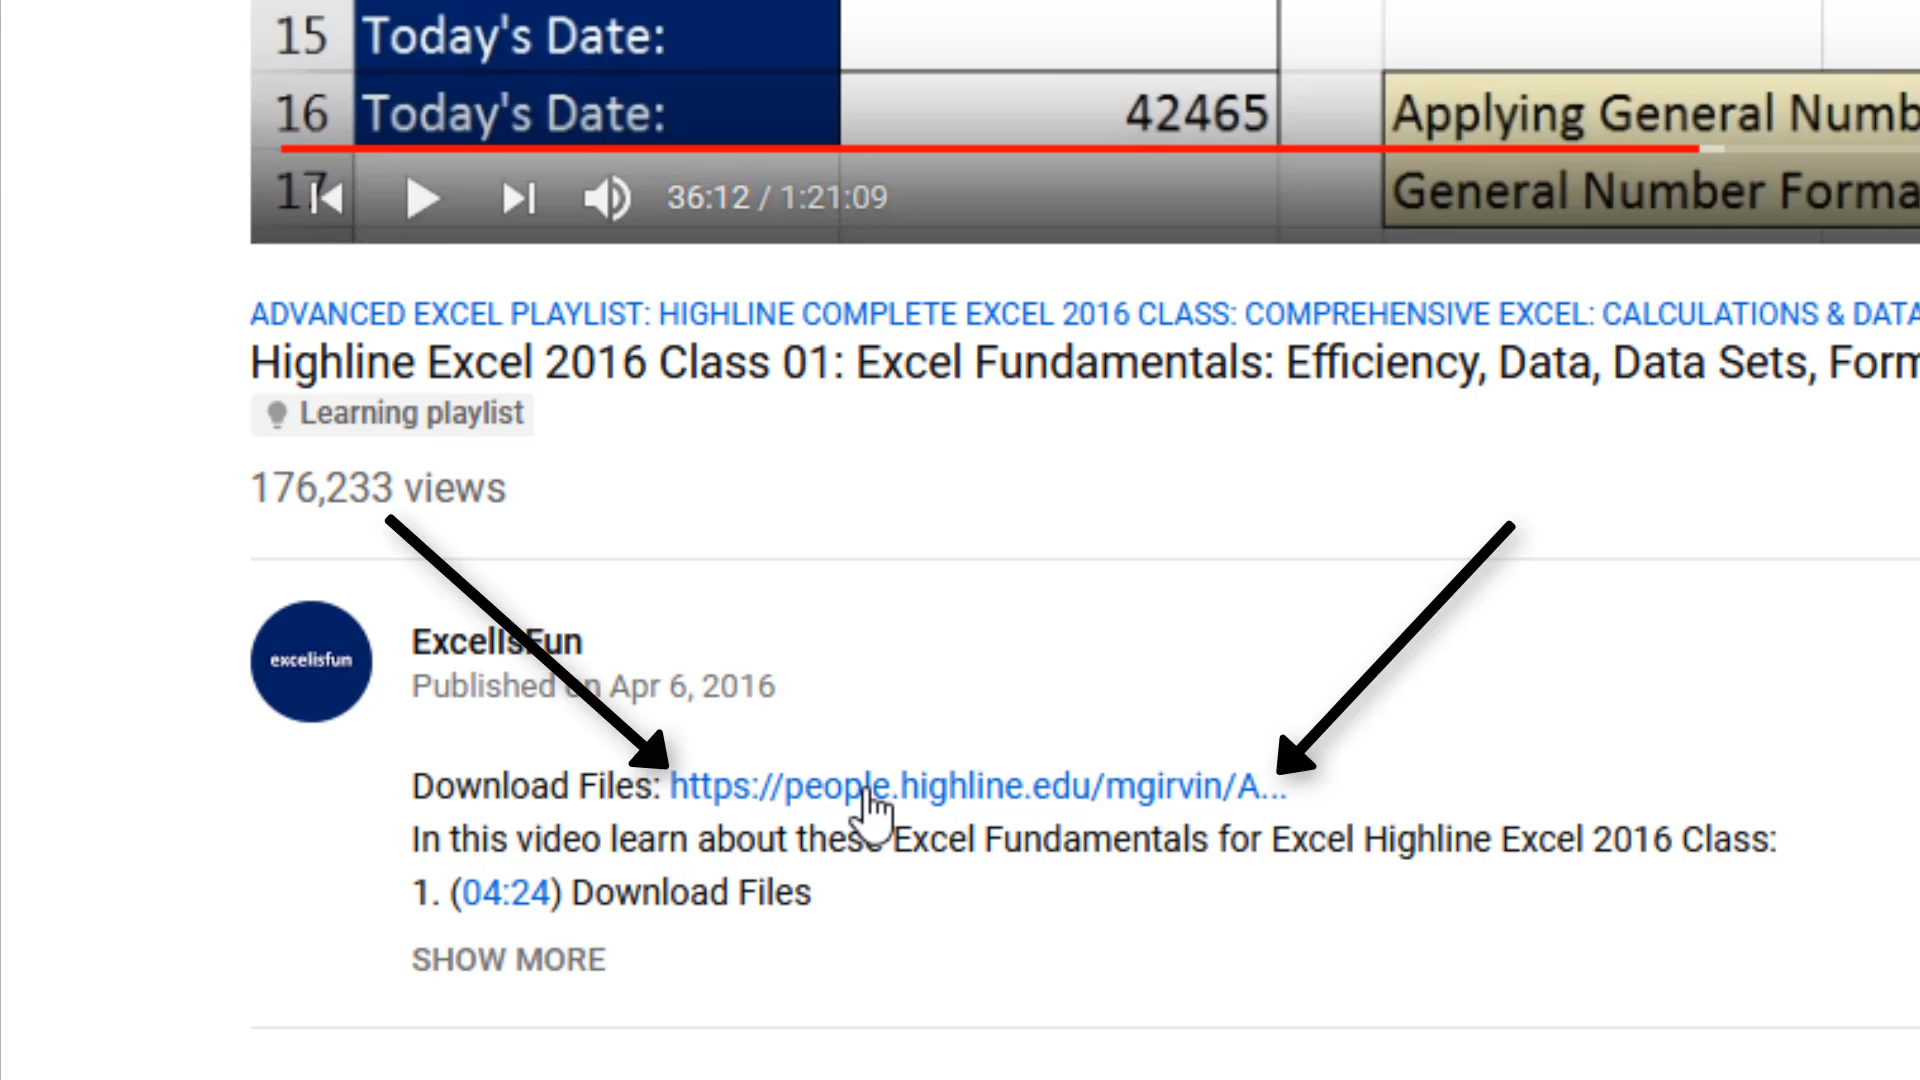 15 Today's Date:
16 Today's Date: 42465 Applying General Numb
17 General Number Forma
36:12 / 1:21:09
ADVANCED EXCEL PLAYLIST: HIGHLINE COMPLETE EXCEL 2016 CLASS: COMPREHENSIVE EXCEL: CALCULATIONS & DATA
Highline Excel 2016 Class 01: Excel Fundamentals: Efficiency, Data, Data Sets, Form
Learning playlist
176,233 views
excelisfun
ExcelIsFun
Published on Apr 6, 2016
Download Files: https://people.highline.edu/mgirvin/A...
In this video learn about these Excel Fundamentals for Excel Highline Excel 2016 Class:
1. (04:24) Download Files
SHOW MORE